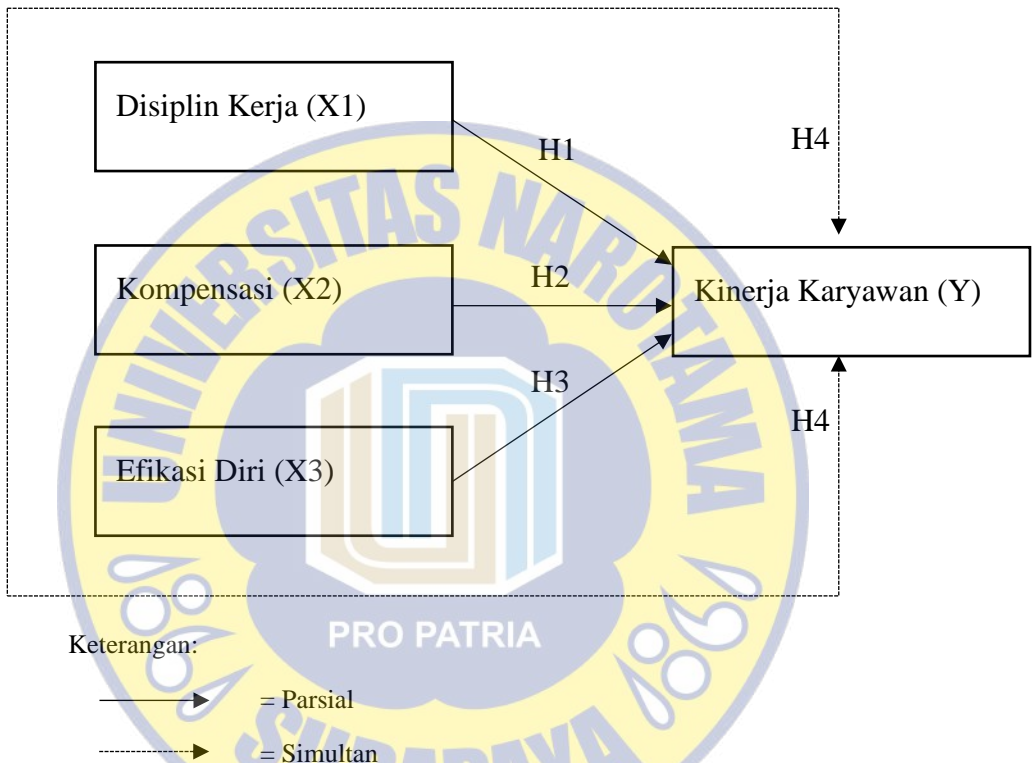 Disiplin Kerja (X1)
H1
H4
Kompensasi (X2)
H2
Kinerja Karyawan (Y)
H3
H4
Efikasi Diri (X3)
Keterangan:
= Parsial
= Simultan
UNIVERSITAS NAROTAMA
PRO PATRIA
SURABAYA
1981